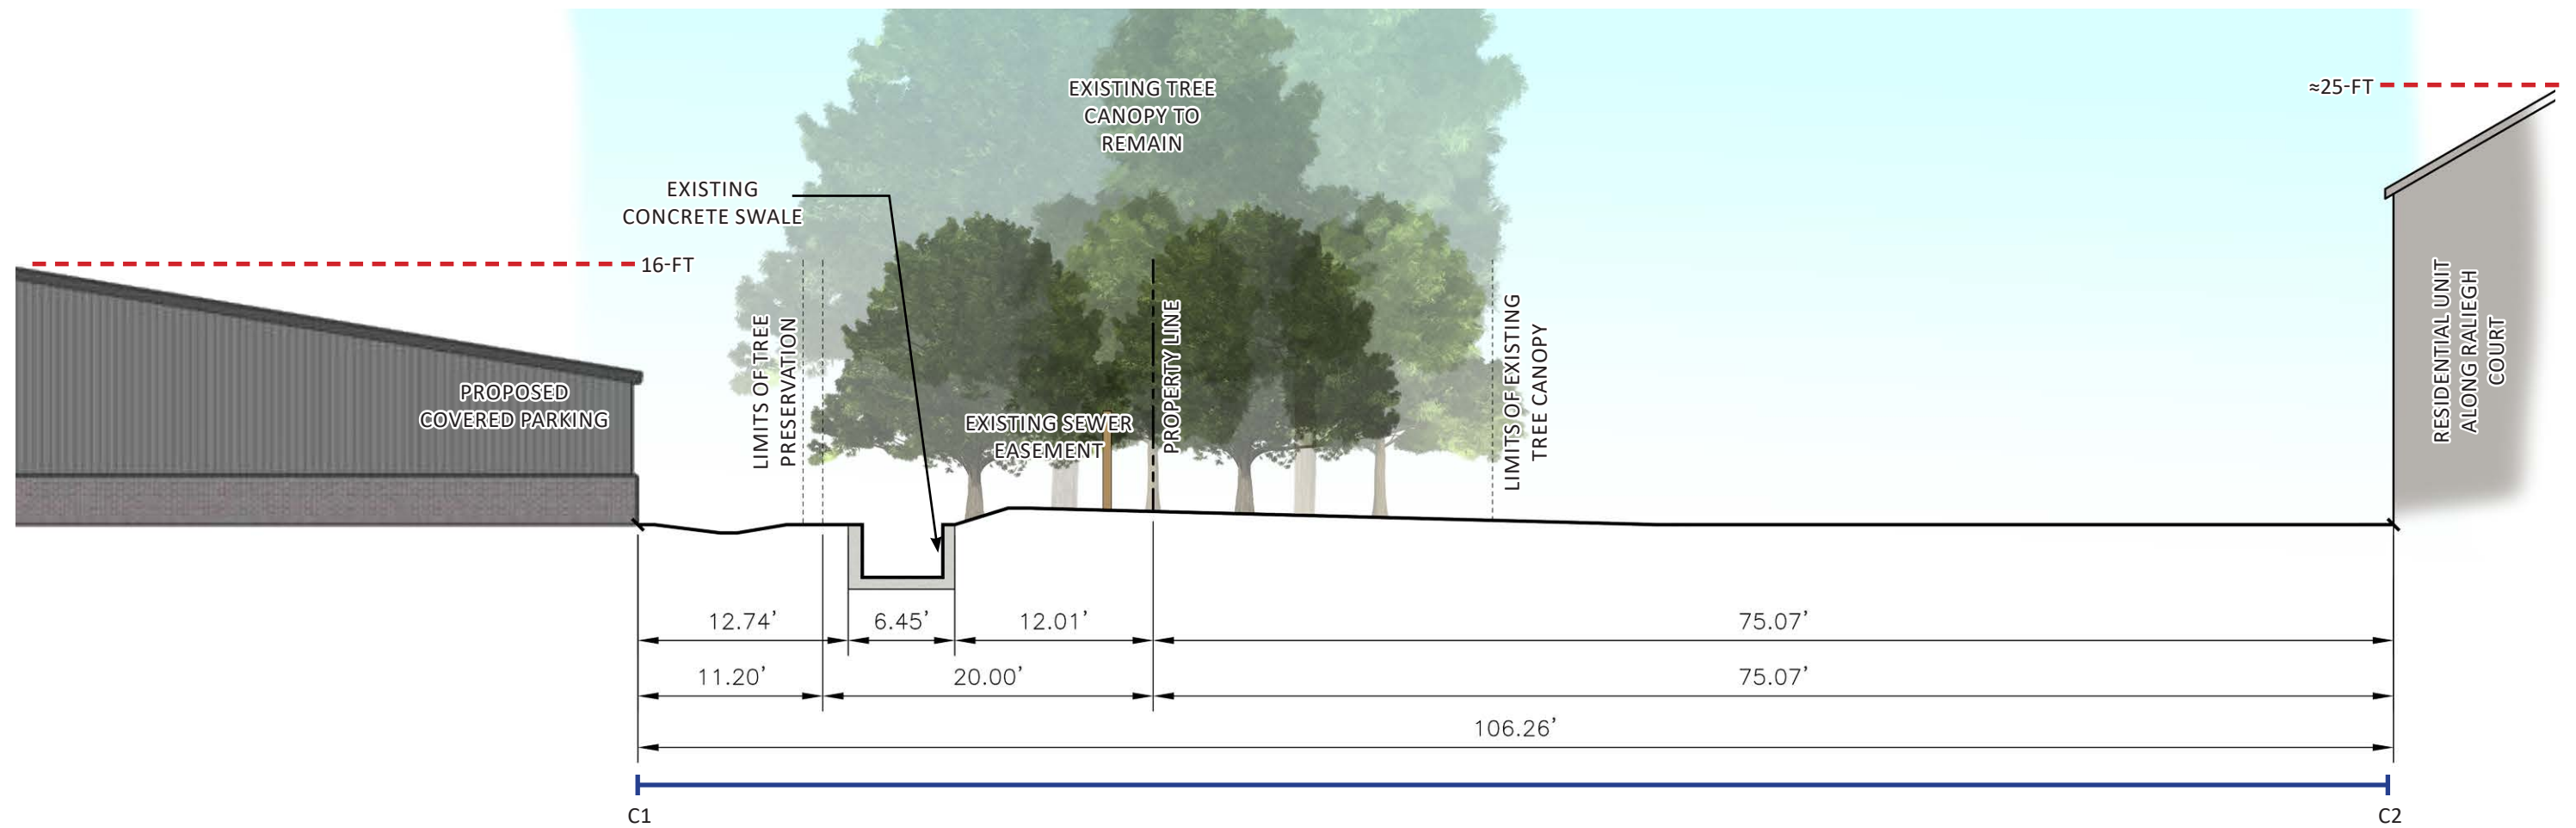 EXISTING TREE
CANOPY TO
REMAIN
≈25-FT
EXISTING
CONCRETE SWALE
16-FT
PROPOSED
COVERED PARKING
LIMITS OF TREE
PRESERVATION
EXISTING SEWER
EASEMENT
PROPERTY LINE
LIMITS OF EXISTING
TREE CANOPY
RESIDENTIAL UNIT
ALONG RALIEGH
COURT
12.74’
6.45’
12.01’
75.07’
11.20’
20.00’
75.07’
106.26’
C1
C2